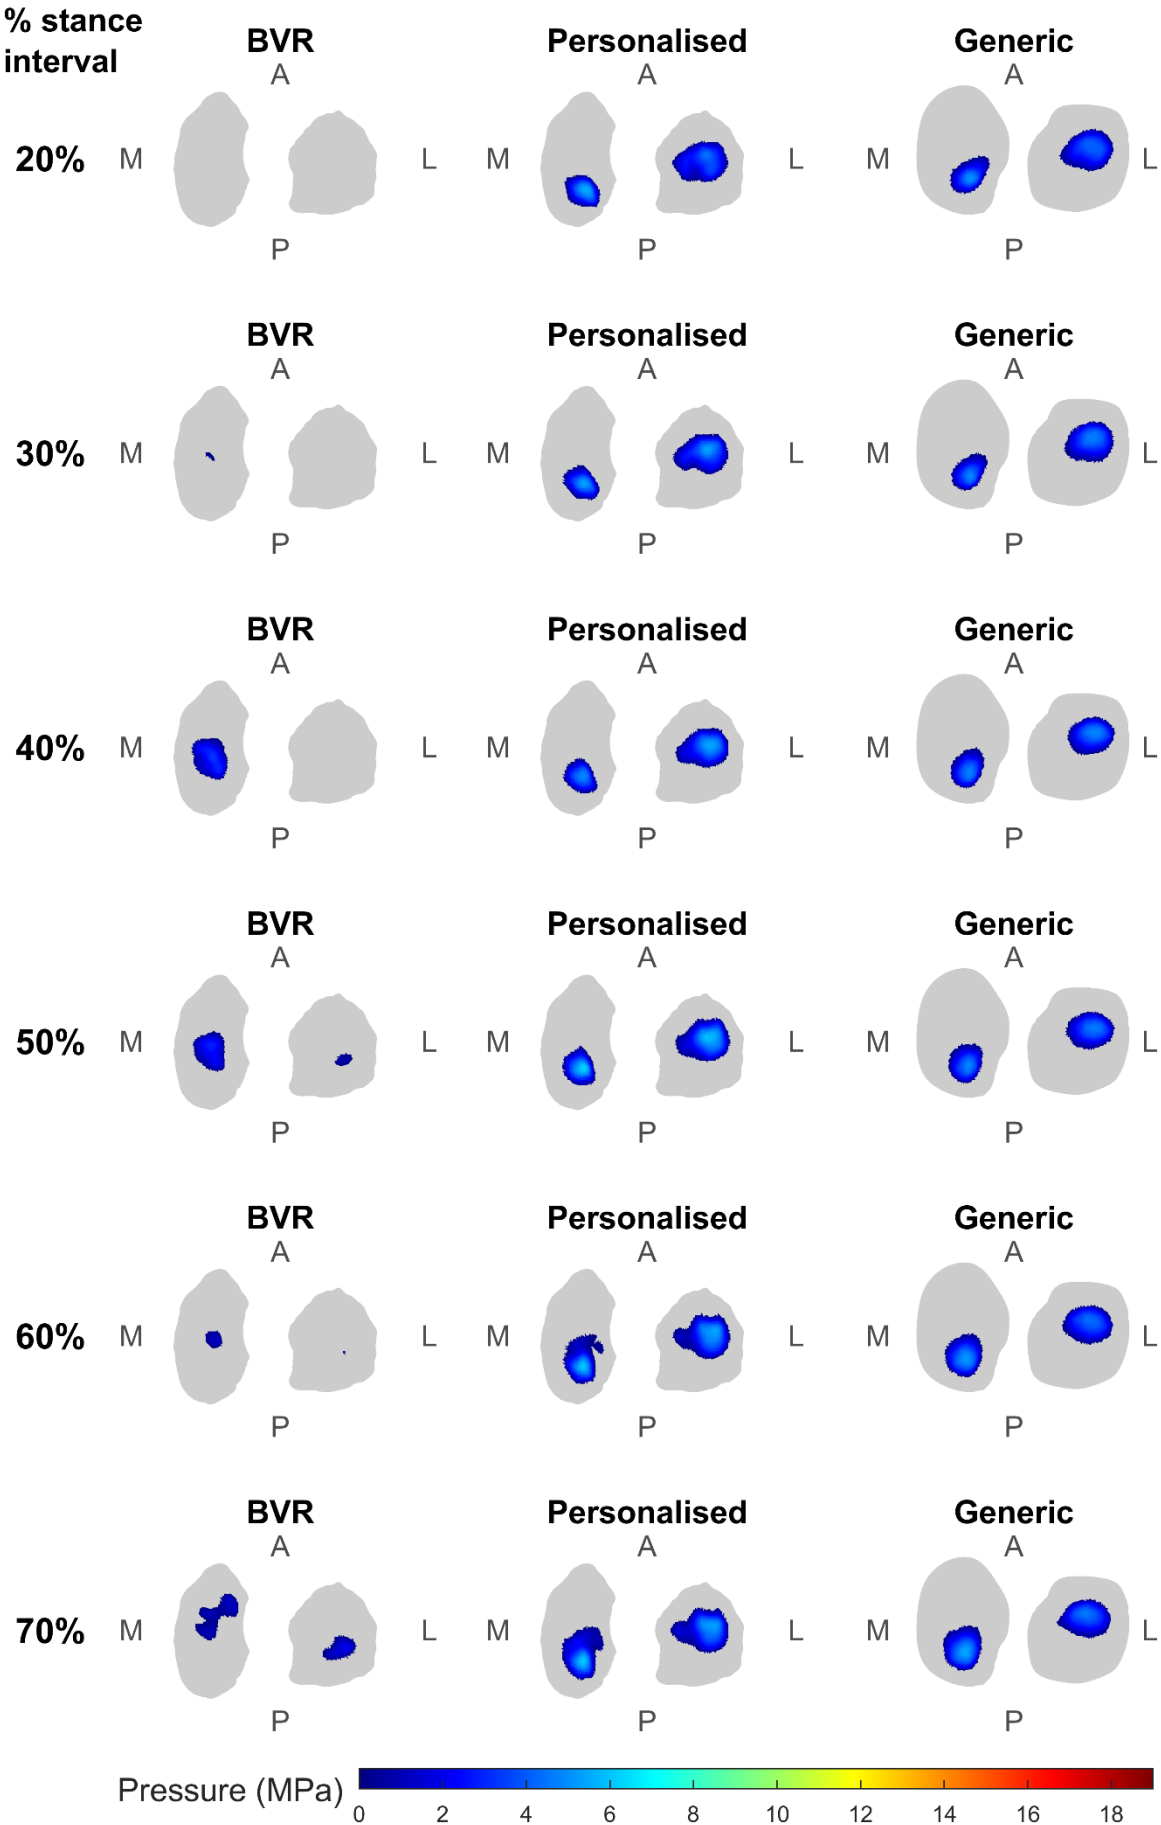 % stance
interval
BVR Personalised Generic
A A A
20% M L M L M L
P P P
BVR Personalised Generic
A A A
30% M L M L M L
P P P
BVR Personalised Generic
A A A
40% M L M L M L
P P P
BVR Personalised Generic
A A A
50% M L M L M L
P P P
BVR Personalised Generic
A A A
60% M L M L M L
P P P
BVR Personalised Generic
A A A
70% M L M L M L
P P P
Pressure (MPa)
0 2 4 6 8 10 12 14 16 18